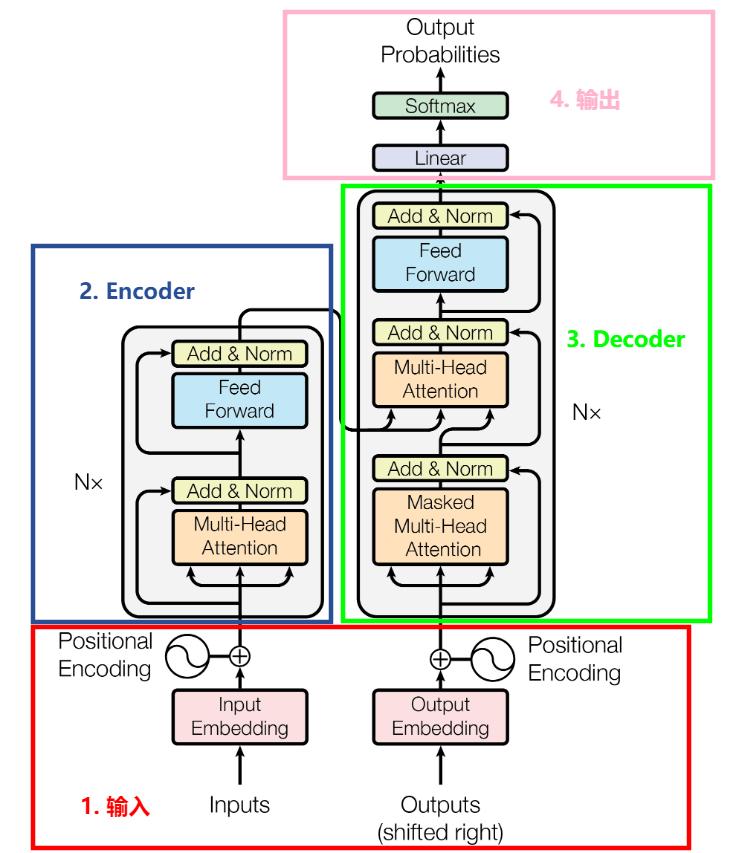 Output
Probabilities
Softmax
4. 输出
Linear
Add & Norm
Feed
Forward
Add & Norm
Multi-Head
Attention
3. Decoder
N×
Add & Norm
Masked
Multi-Head
Attention
2. Encoder
Add & Norm
Feed
Forward
N×
Add & Norm
Multi-Head
Attention
Positional
Encoding
Positional
Encoding
Input
Embedding
Output
Embedding
1. 输入
Inputs
Outputs
(shifted right)